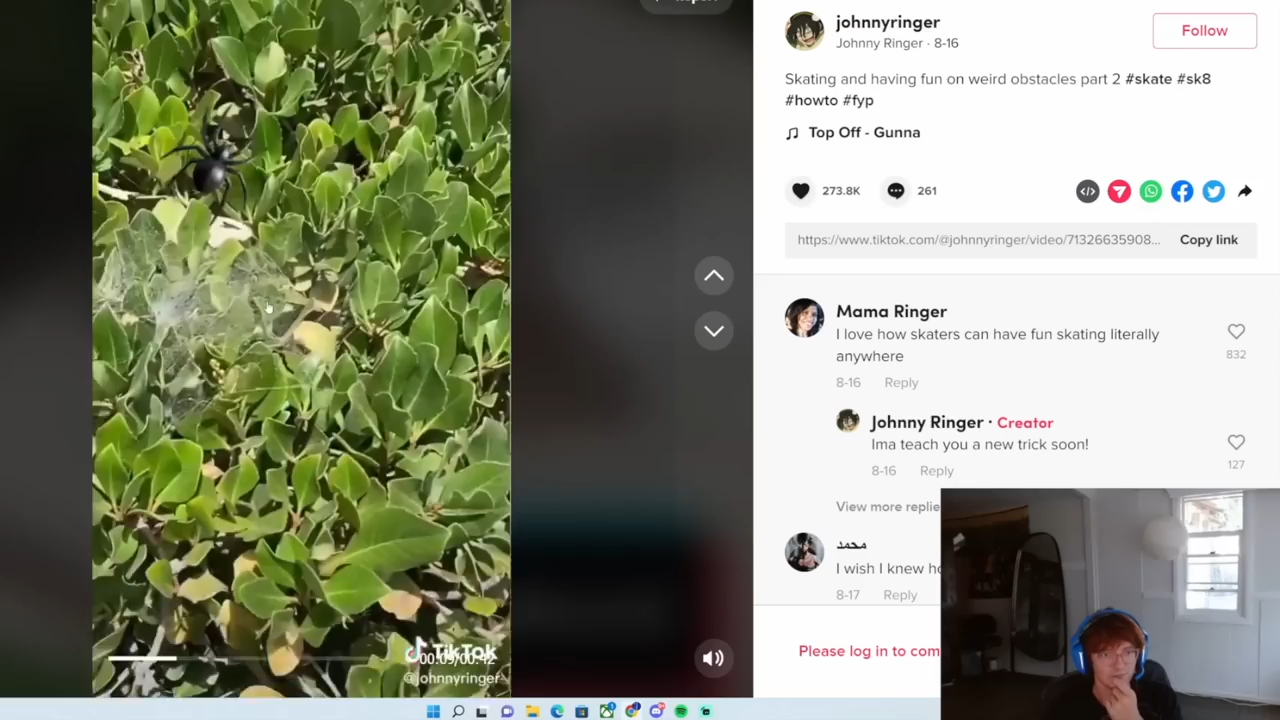 johnnyringer
Johnny Ringer · 8-16
Follow
Skating and having fun on weird obstacles part 2 #skate #sk8
#howto #fyp
Top Off - Gunna
273.8K
261
https://www.tiktok.com/@johnnyringer/video/71326635908...
Copy link
Mama Ringer
I love how skaters can have fun skating literally
anywhere
832
8-16 Reply
Johnny Ringer · Creator
Ima teach you a new trick soon!
127
8-16 Reply
View more replie
محمد
I wish I knew
8-17 Reply
Please log in to com
TikTok
00:09/00:42
@johnnyringer